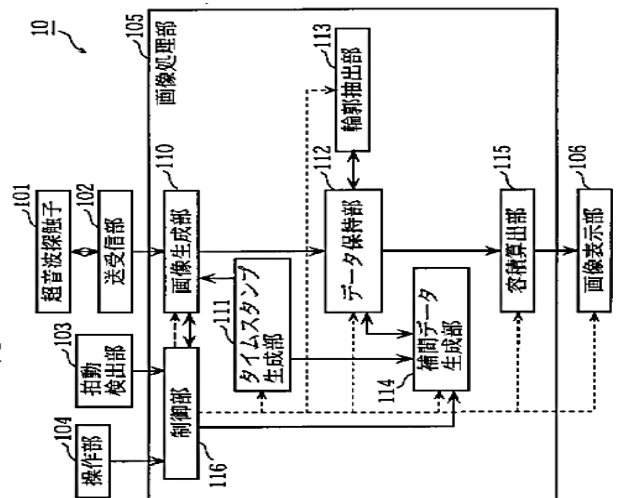 10
105
画像処理部
101
超音波探触子
102
送受信部
103
拍動
検出部
104
操作部
110
画像生成部
制御部
116
111
タイムスタンプ
生成部
113
輪郭抽出部
112
データ保持部
補間データ
生成部
114
115
容積算出部
106
画像表示部